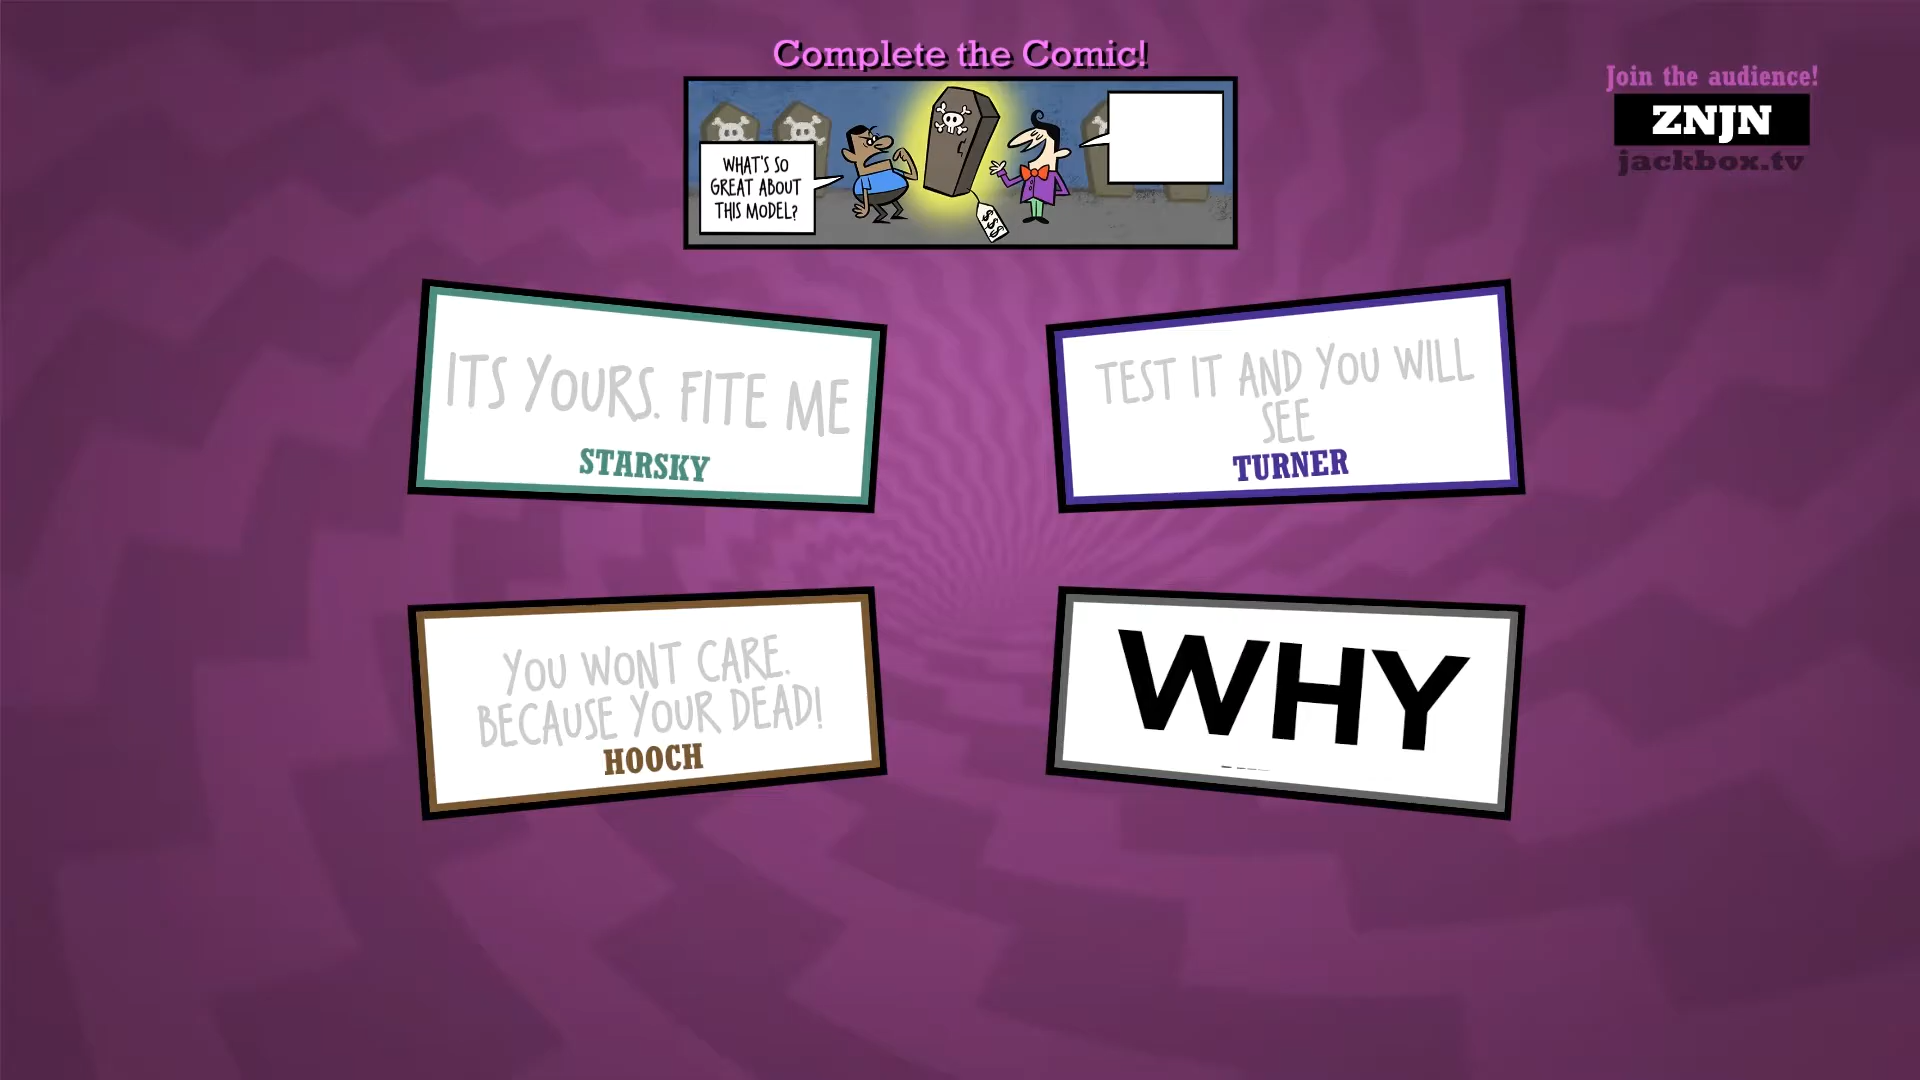 Complete the Comic!
Join the audience!
ZNJN
jackbox.tv
WHAT'S SO
GREAT ABOUT
THIS MODEL?
$$$
ITS YOURS. FITE ME
STARSKY
TEST IT AND YOU WILL
SEE
TURNER
YOU WONT CARE.
BECAUSE YOUR DEAD!
HOOCH
WHY